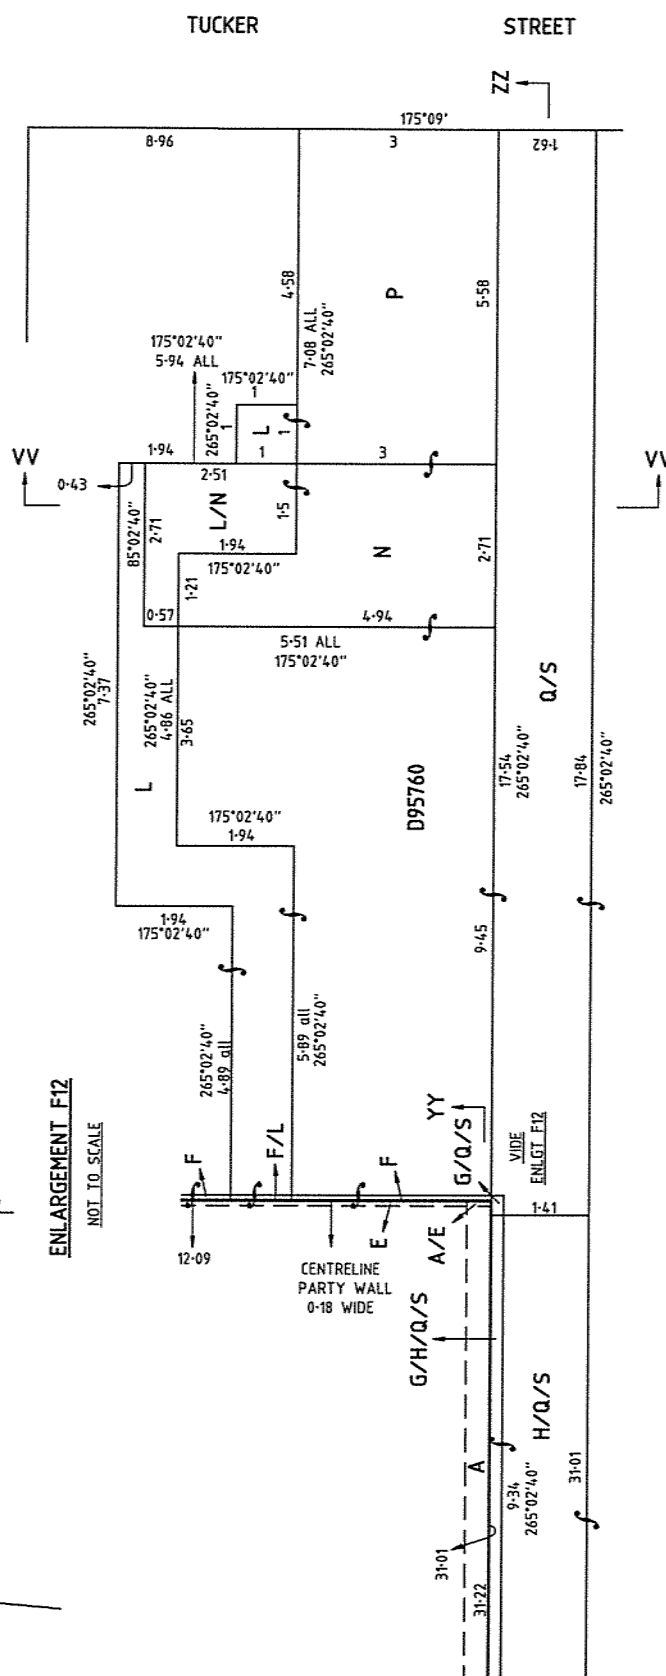 TUCKER STREET
ZZ
175°09'
8·96
3
1·62
4·58
7·08 ALL
265°02'40"
P
5·58
175°02'40"
5·94 ALL
175°02'40"
1
265°02'40"
1
L
1
1
VV
1·94
3
VV
0·43
2·51
85°02'40"
2·71
L/N
1·5
1·94
175°02'40"
N
2·71
1·21
0·57
4·94
5·51 ALL
175°02'40"
Q/S
265°02'40"
7·37
265°02'40"
4·86 ALL
3·65
L
D95760
17·54
265°02'40"
17·84
265°02'40"
175°02'40"
1·94
1·94
175°02'40"
9·45
265°02'40"
4·89 all
5·89 all
265°02'40"
ENLARGEMENT F12
NOT TO SCALE
F
F/L
F
YY
G/Q/S
VIDE
ENLGT F12
12·09
E
A/E
1·41
CENTRELINE
PARTY WALL
0·18 WIDE
G/H/Q/S
H/Q/S
A
9·34
265°02'40"
31·01
31·01
31·22